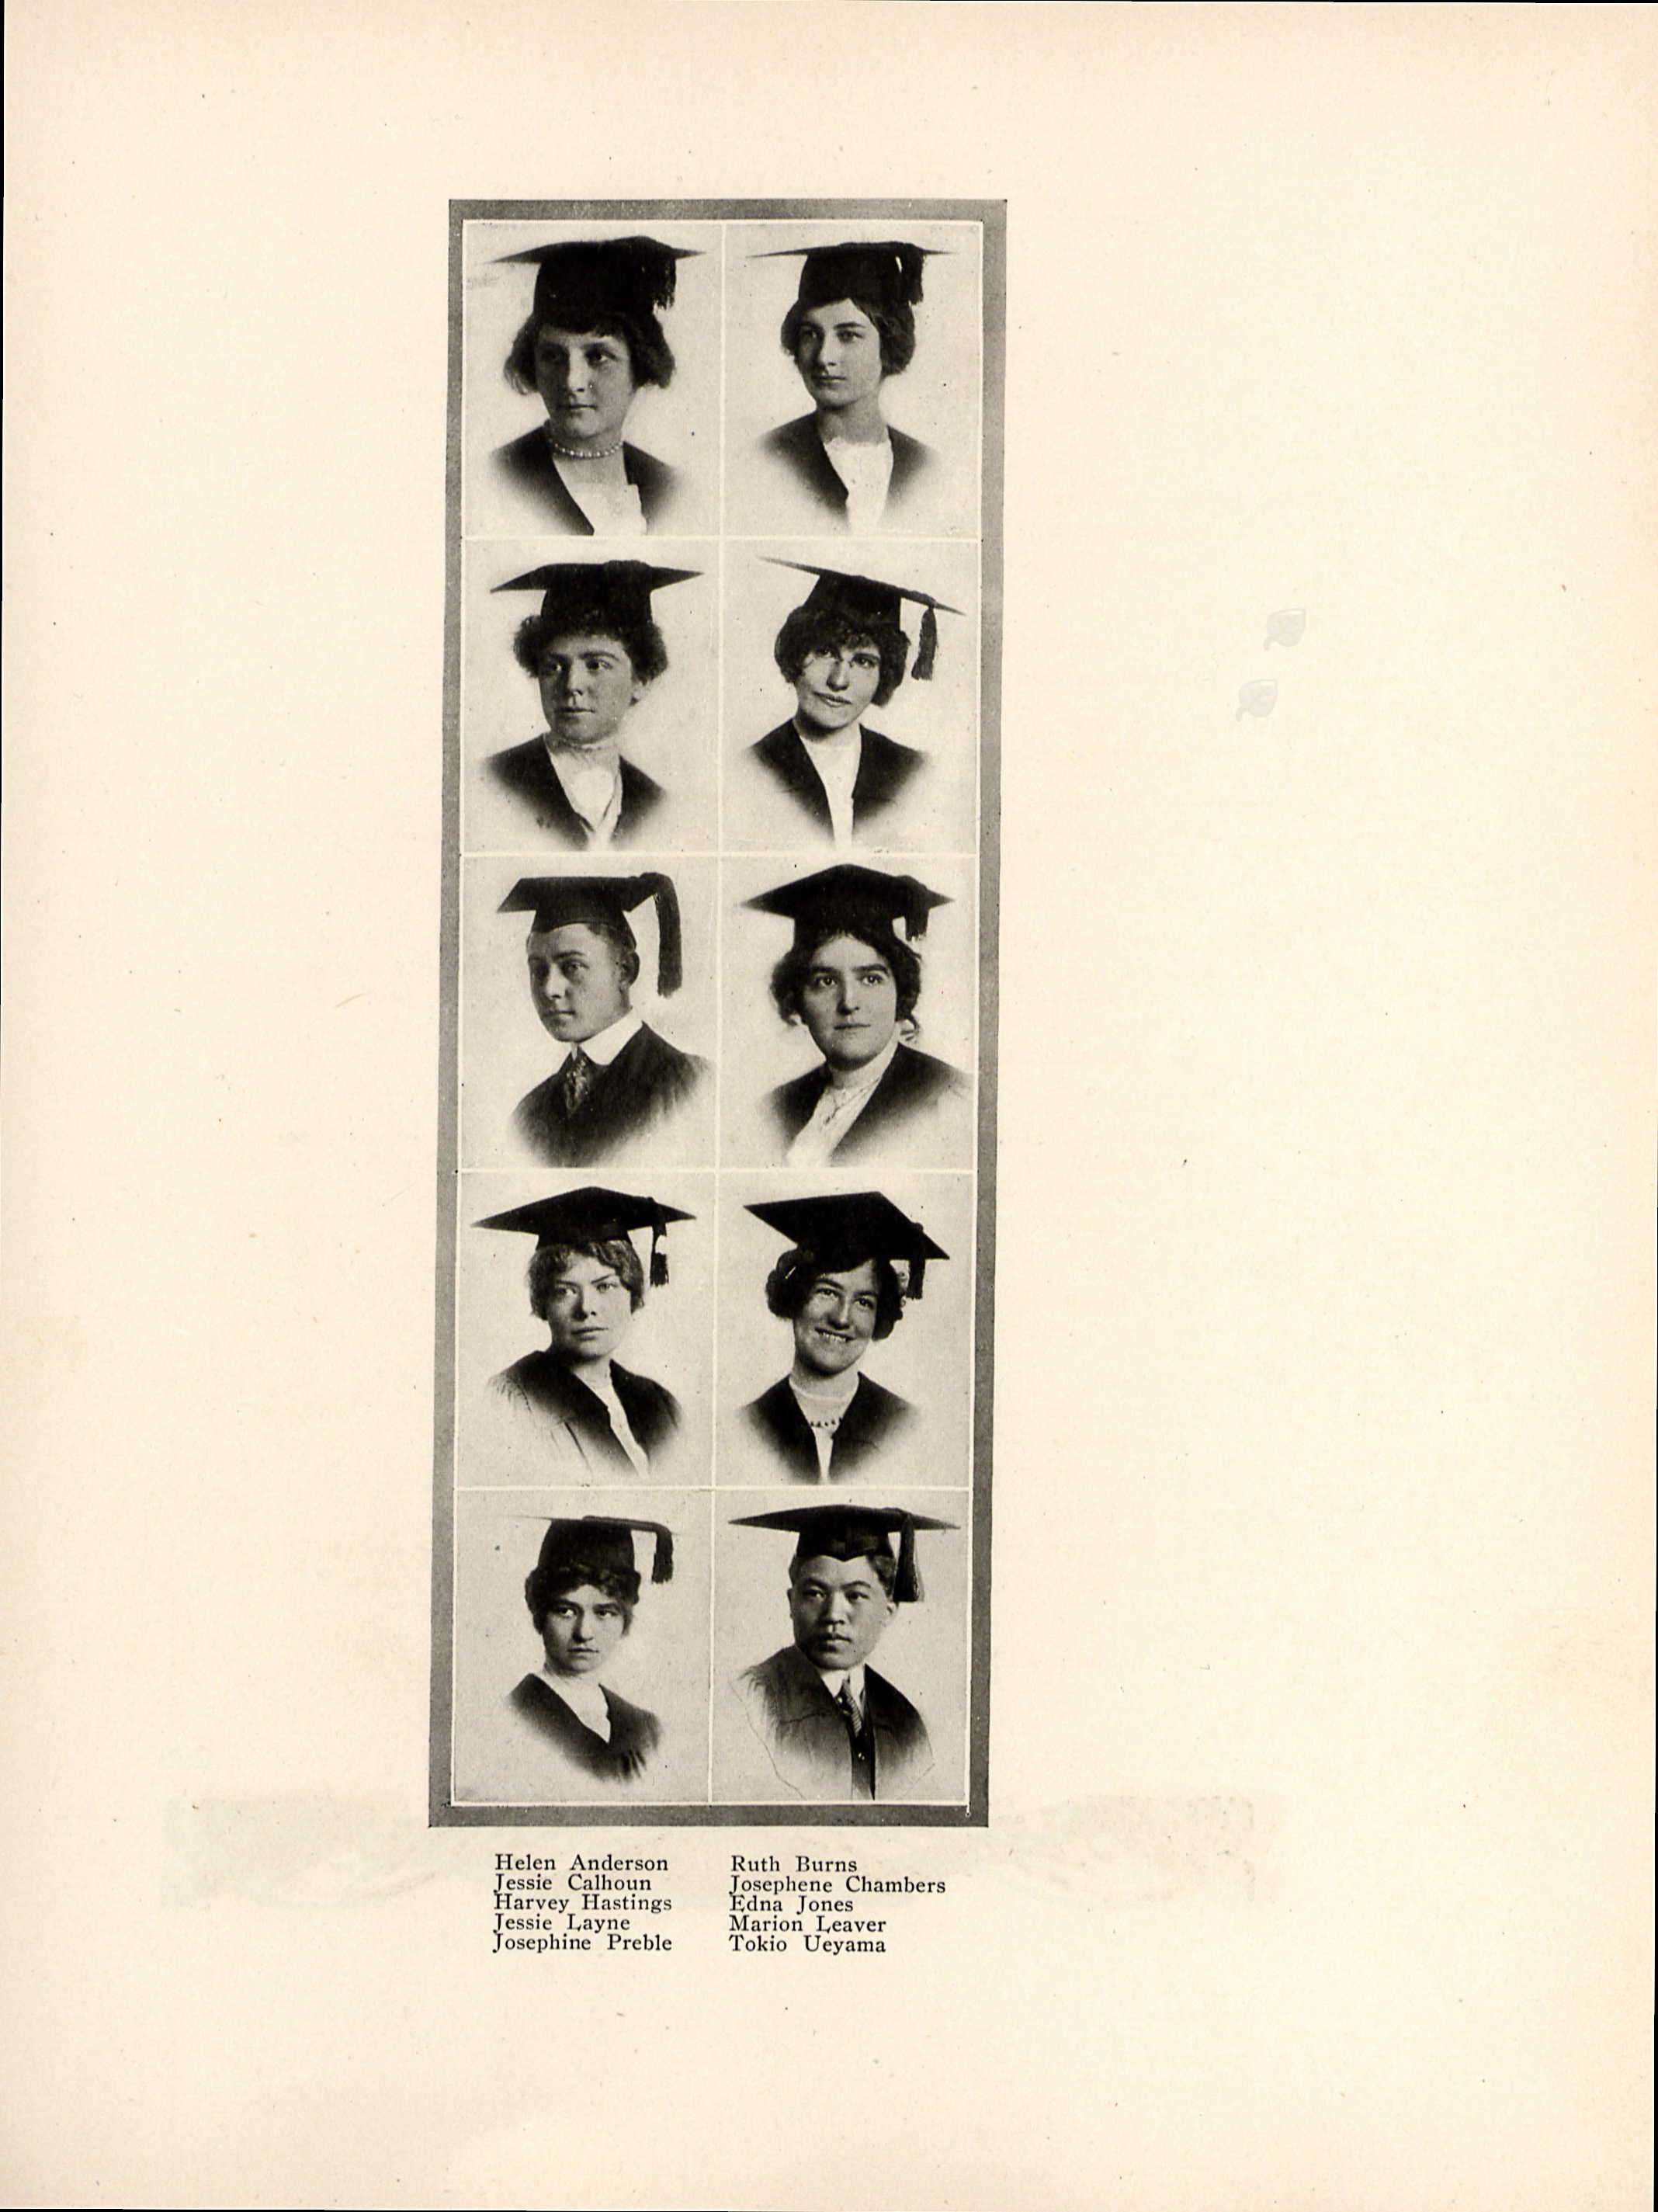 Helen Anderson
Jessie Calhoun
Harvey Hastings
Jessie Layne
Josephine Preble
Ruth Burns
Josephene Chambers
Edna Jones
Marion Leaver
Tokio Ueyama